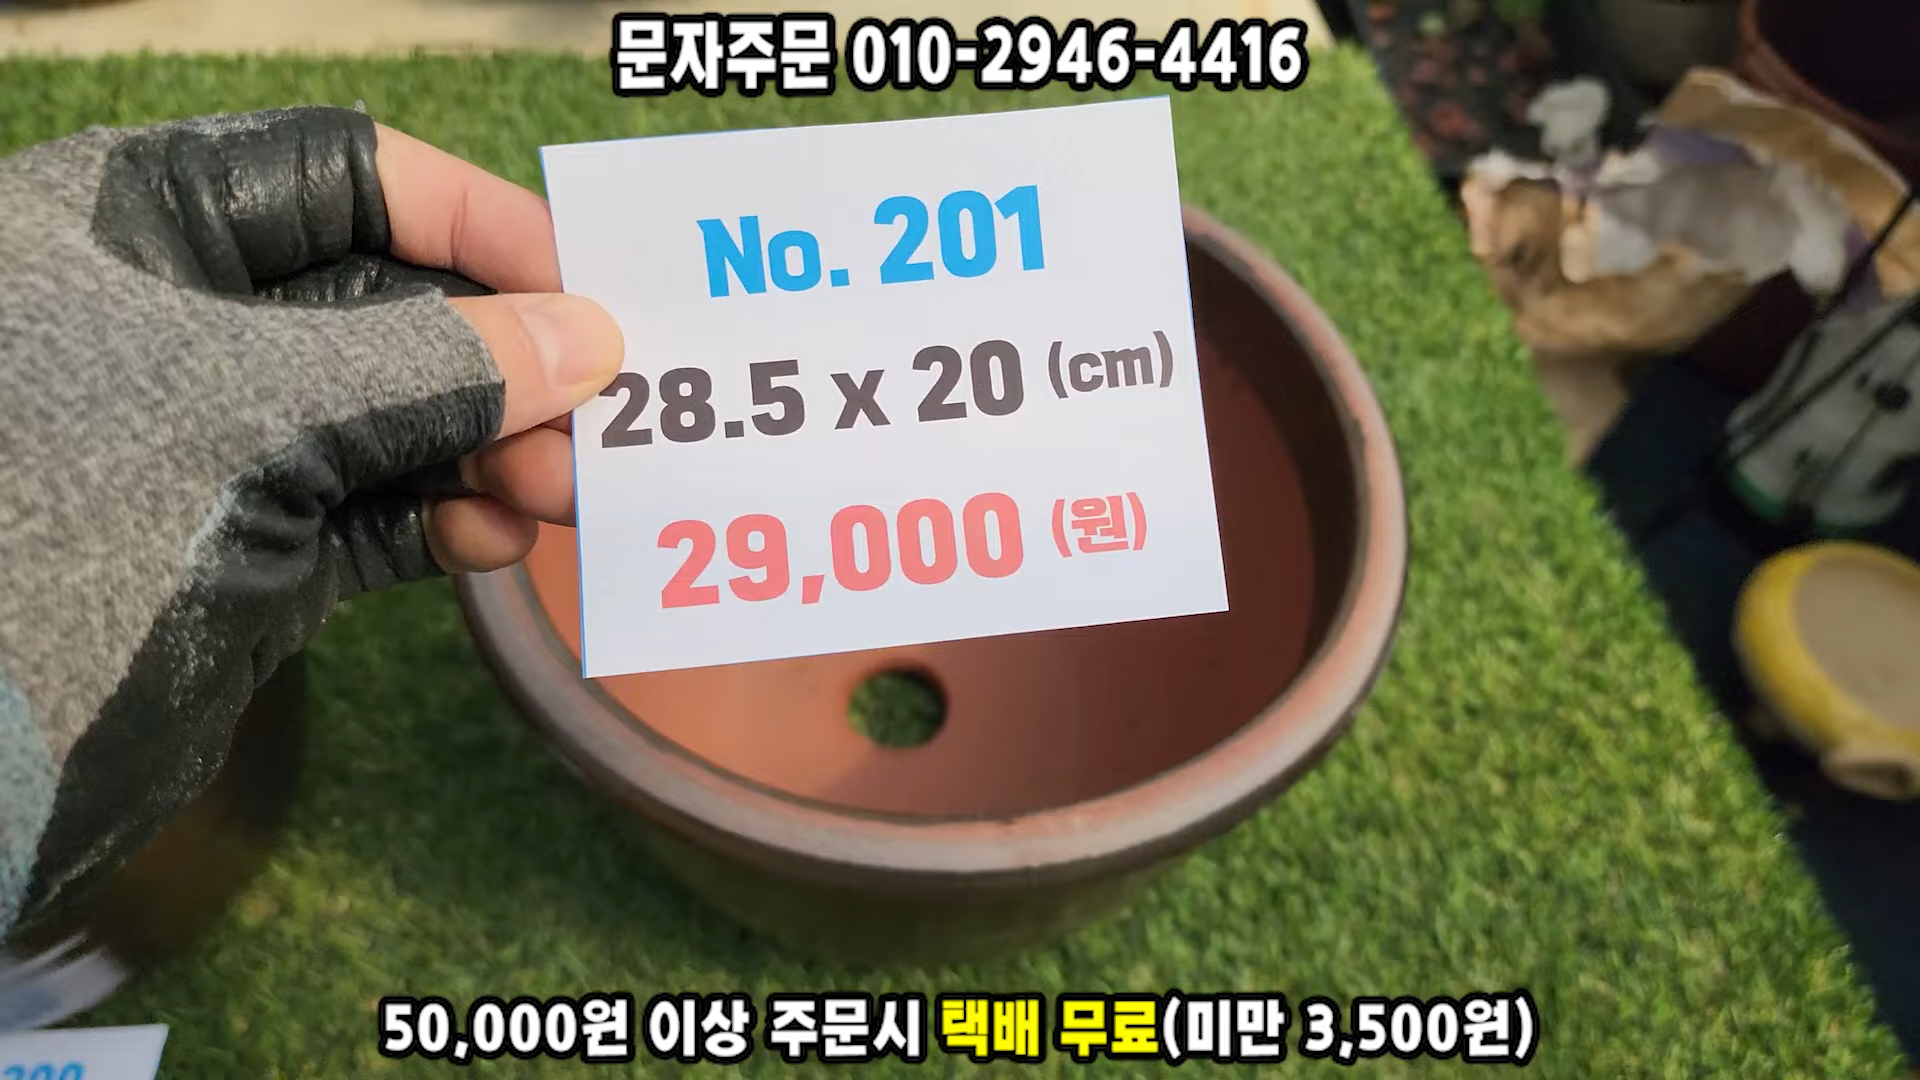 문자주문 010-2946-4416
No. 201
28.5 x 20 (cm)
29,000 (원)
50,000원 이상 주문시 택배 무료(미만 3,500원)
200